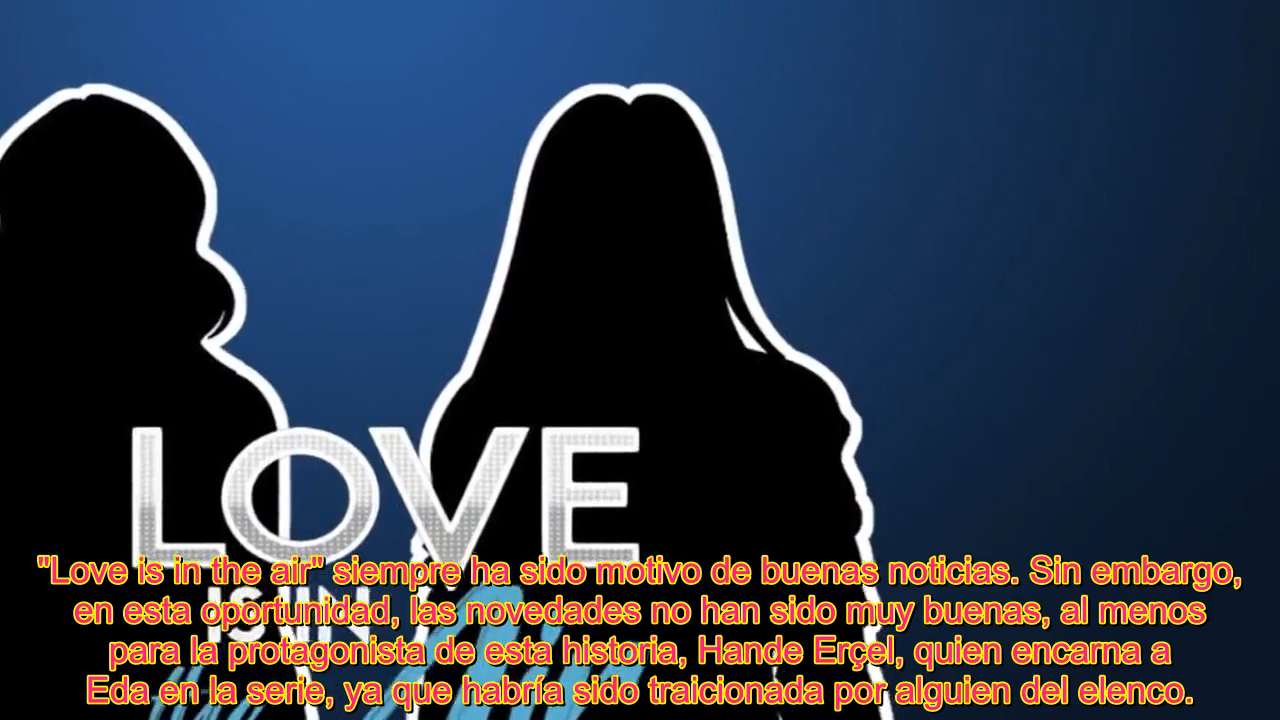 LOVE
IS IN
"Love is in the air" siempre ha sido motivo de buenas noticias. Sin embargo,
en esta oportunidad, las novedades no han sido muy buenas, al menos
para la protagonista de esta historia, Hande Erçel, quien encarna a
Eda en la serie, ya que habría sido traicionada por alguien del elenco.